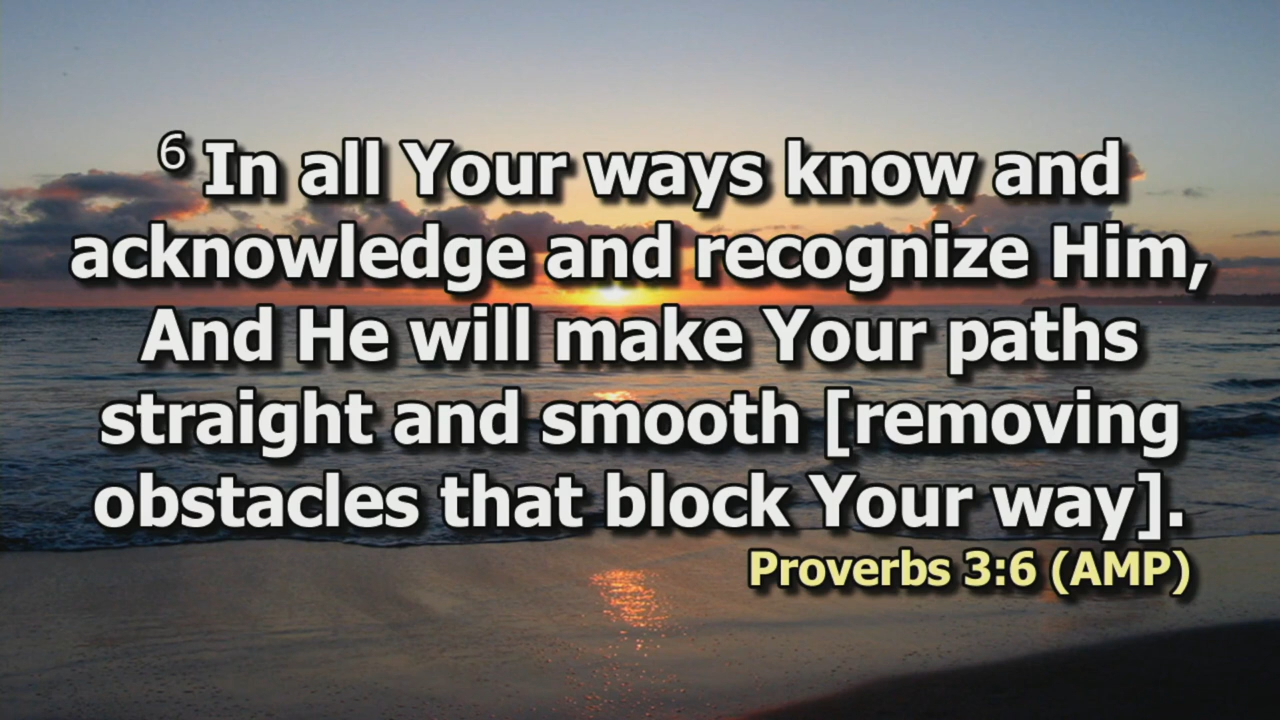 6 In all Your ways know and
acknowledge and recognize Him,
And He will make Your paths
straight and smooth [removing
obstacles that block Your way].
Proverbs 3:6 (AMP)